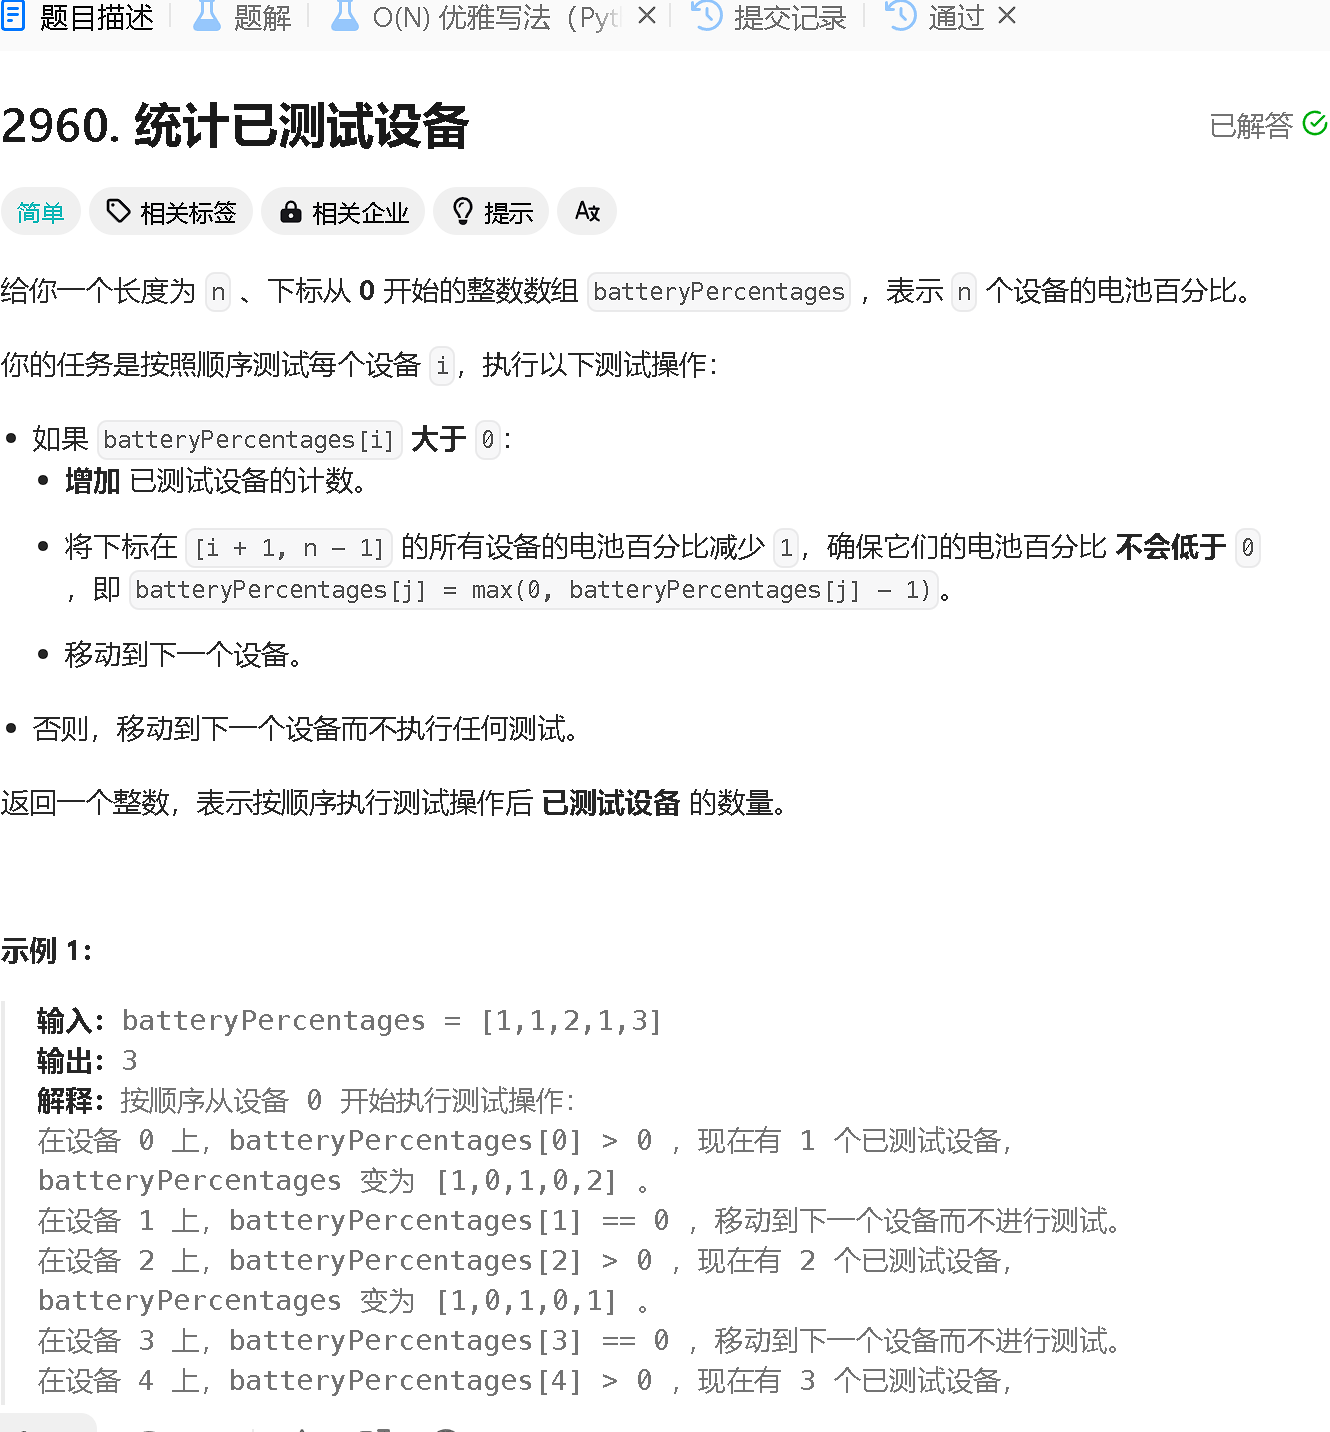 题目描述 题解 O(N) 优雅写法（Pyt 提交记录 通过
2960. 统计已测试设备
已解答
简单 相关标签 相关企业 提示
给你一个长度为 n 、下标从 0 开始的整数数组 batteryPercentages ，表示 n 个设备的电池百分比。
你的任务是按照顺序测试每个设备 i，执行以下测试操作：
• 如果 batteryPercentages[i] 大于 0：
• 增加 已测试设备的计数。
• 将下标在 [i + 1, n - 1] 的所有设备的电池百分比减少 1，确保它们的电池百分比 不会低于 0
，即 batteryPercentages[j] = max(0, batteryPercentages[j] - 1)。
• 移动到下一个设备。
• 否则，移动到下一个设备而不执行任何测试。
返回一个整数，表示按顺序执行测试操作后 已测试设备 的数量。
示例 1：
输入：batteryPercentages = [1,1,2,1,3]
输出：3
解释：按顺序从设备 0 开始执行测试操作：
在设备 0 上，batteryPercentages[0] > 0 ，现在有 1 个已测试设备，
batteryPercentages 变为 [1,0,1,0,2] 。
在设备 1 上，batteryPercentages[1] == 0 ，移动到下一个设备而不进行测试。
在设备 2 上，batteryPercentages[2] > 0 ，现在有 2 个已测试设备，
batteryPercentages 变为 [1,0,1,0,1] 。
在设备 3 上，batteryPercentages[3] == 0 ，移动到下一个设备而不进行测试。
在设备 4 上，batteryPercentages[4] > 0 ，现在有 3 个已测试设备，